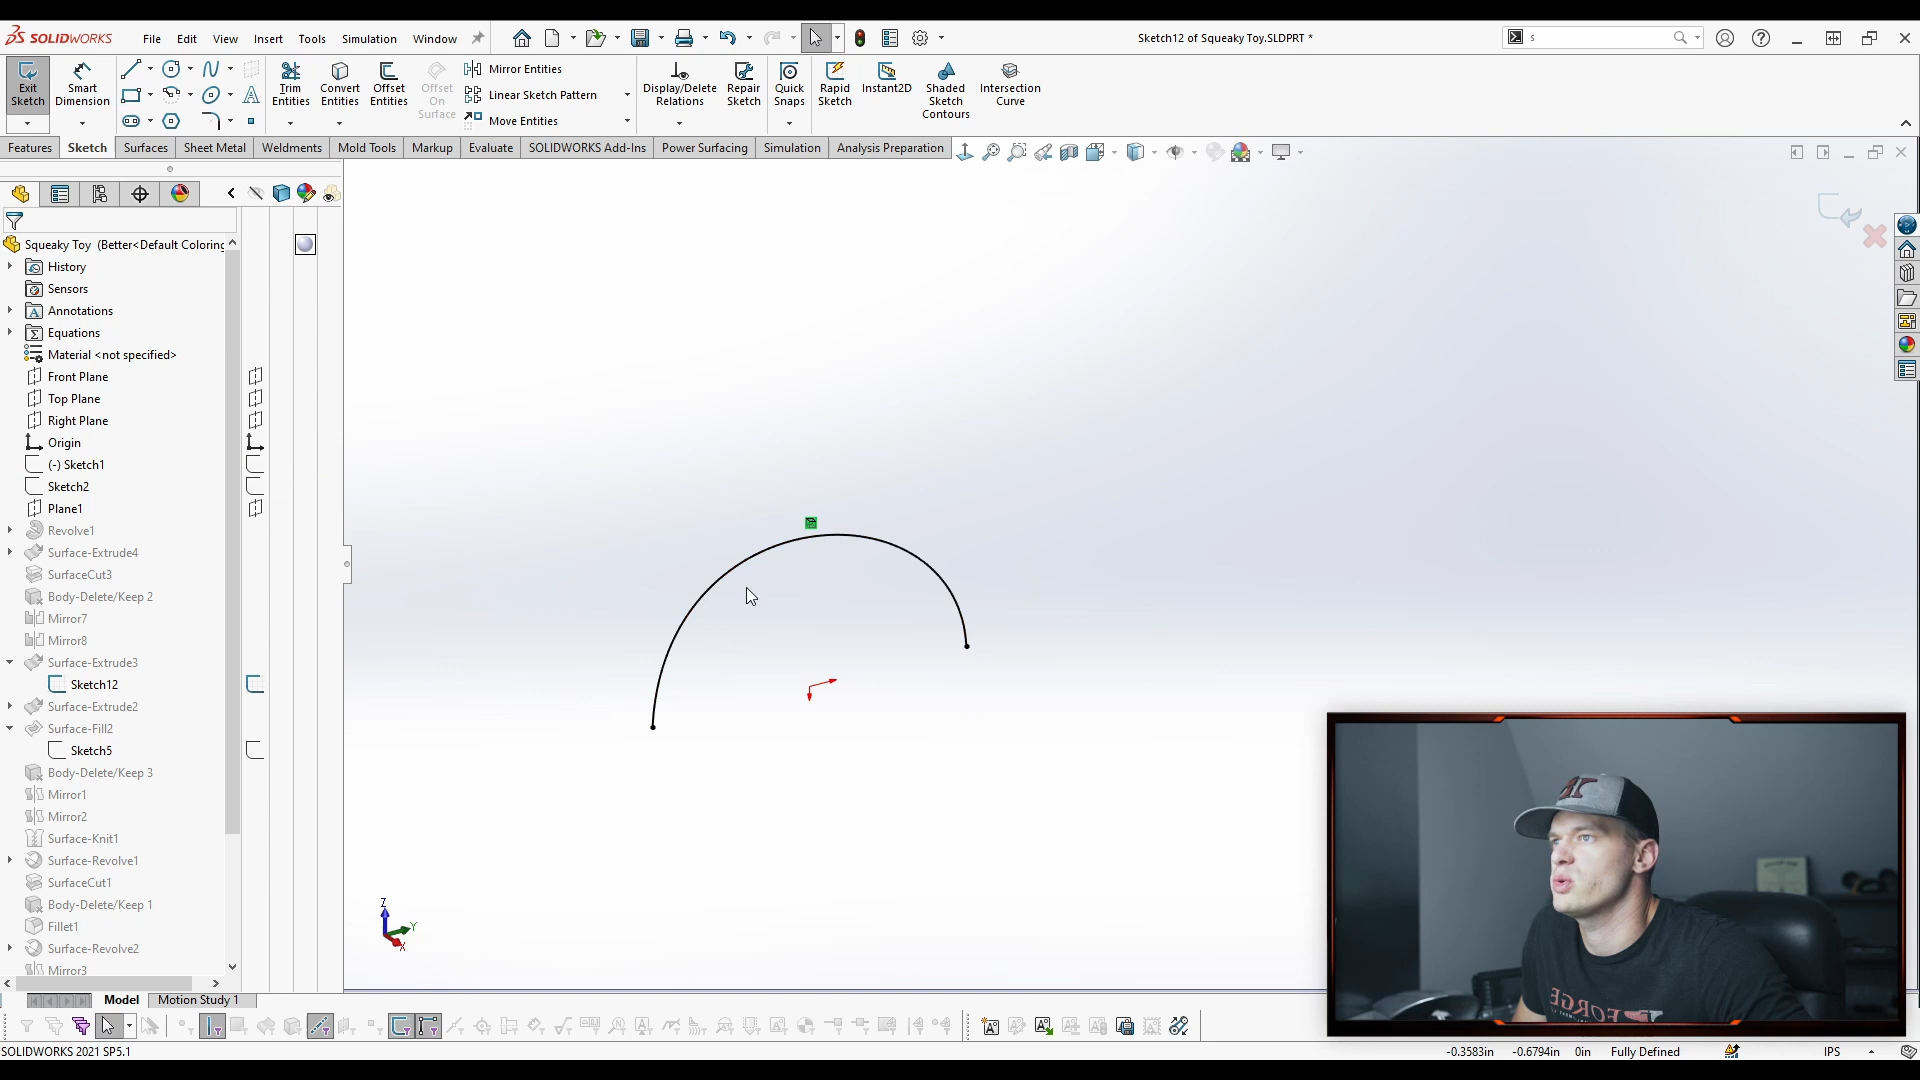 SOLIDWORKS
File Edit View Insert Tools Simulation Window
Sketch12 of Squeaky Toy.SLDPRT *
s
Exit Sketch
Smart Dimension
Trim Entities
Convert Entities
Offset Entities
Offset On Surface
Mirror Entities
Linear Sketch Pattern
Move Entities
Display/Delete Relations
Repair Sketch
Quick Snaps
Rapid Sketch
Instant2D
Shaded Sketch Contours
Intersection Curve
Features Sketch Surfaces Sheet Metal Weldments Mold Tools Markup Evaluate SOLIDWORKS Add-Ins Power Surfacing Simulation Analysis Preparation
Squeaky Toy (Better<Default Coloring
History
Sensors
Annotations
Equations
Material <not specified>
Front Plane
Top Plane
Right Plane
Origin
(-) Sketch1
Sketch2
Plane1
Revolve1
Surface-Extrude4
SurfaceCut3
Body-Delete/Keep 2
Mirror7
Mirror8
Surface-Extrude3
Sketch12
Surface-Extrude2
Surface-Fill2
Sketch5
Body-Delete/Keep 3
Mirror1
Mirror2
Surface-Knit1
Surface-Revolve1
SurfaceCut1
Body-Delete/Keep 1
Fillet1
Surface-Revolve2
Mirror3
Z
Y
X
FORGE
Model Motion Study 1
SOLIDWORKS 2021 SP5.1
-0.3583in -0.6794in 0in Fully Defined IPS